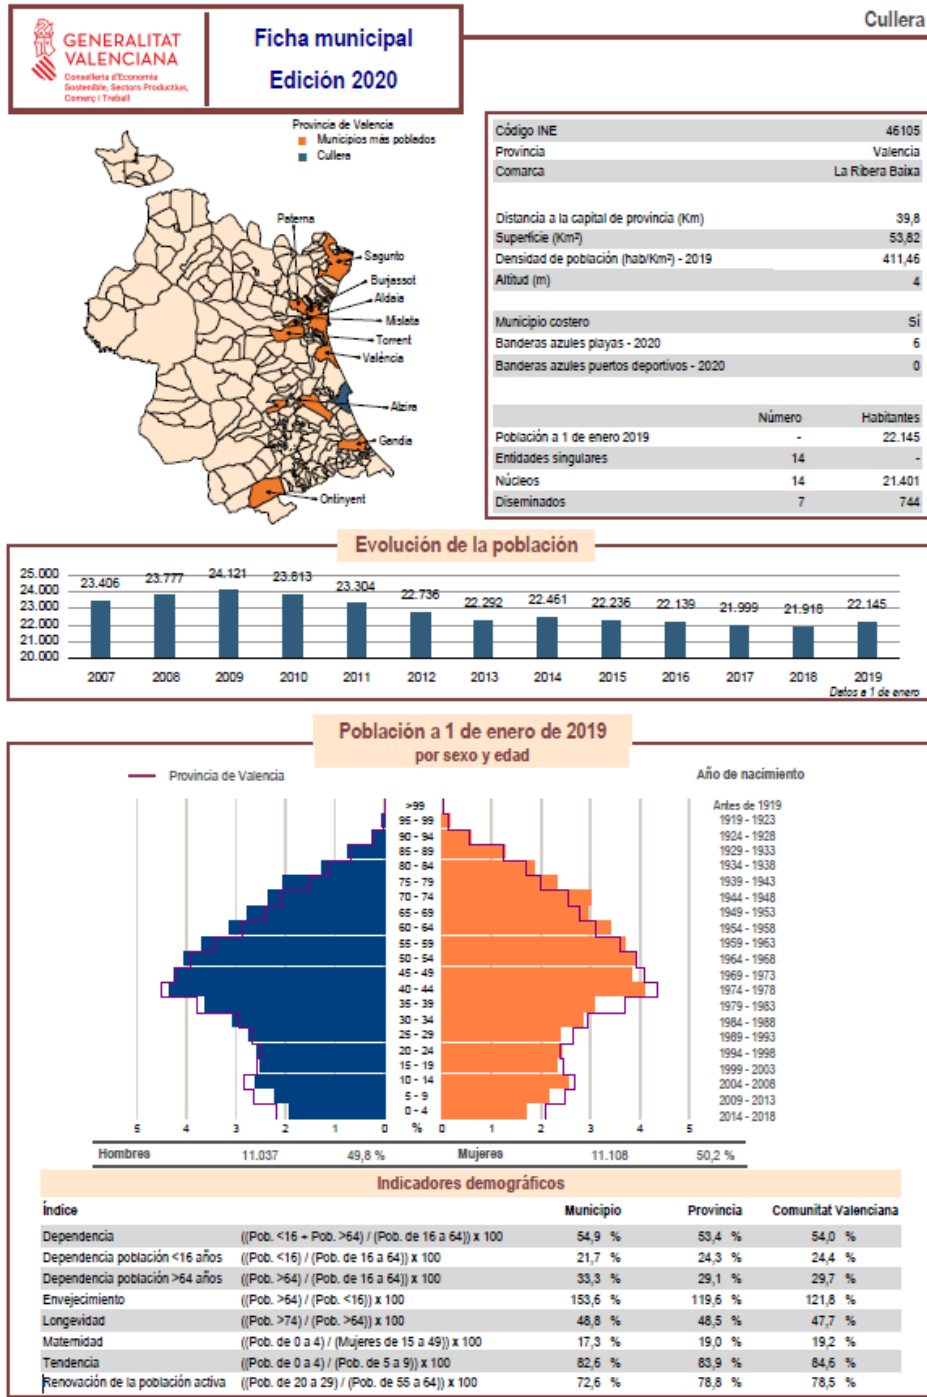 GENERALITAT
VALENCIANA
Conselleria d'Economia
Sostenible, Sectors Productius,
Comerç i Treball
Ficha municipal
Edición 2020
Cullera
Provincia de Valencia
Municipios más poblados
Cullera
Paterna
Sagunto
Burjassot
Aldaia
Mislata
Torrent
València
Alzira
Gandia
Ontinyent
Código INE 46105
Provincia Valencia
Comarca La Ribera Baixa
Distancia a la capital de provincia (Km) 39,8
Superficie (Km²) 53,82
Densidad de población (hab/Km²) - 2019 411,46
Altitud (m) 4
Municipio costero Sí
Banderas azules playas - 2020 6
Banderas azules puertos deportivos - 2020 0
Número Habitantes
Población a 1 de enero 2019 - 22.145
Entidades singulares 14 -
Núcleos 14 21.401
Diseminados 7 744
Evolución de la población
25.000
24.000
23.000
22.000
21.000
20.000
23.406 23.777 24.121 23.813 23.304 22.736 22.292 22.461 22.236 22.139 21.999 21.918 22.145
2007 2008 2009 2010 2011 2012 2013 2014 2015 2016 2017 2018 2019
Datos a 1 de enero
Población a 1 de enero de 2019
por sexo y edad
Provincia de Valencia
Año de nacimiento
>99 Antes de 1919
95 - 99 1919 - 1923
90 - 94 1924 - 1928
85 - 89 1929 - 1933
80 - 84 1934 - 1938
75 - 79 1939 - 1943
70 - 74 1944 - 1948
65 - 69 1949 - 1953
60 - 64 1954 - 1958
55 - 59 1959 - 1963
50 - 54 1964 - 1968
45 - 49 1969 - 1973
40 - 44 1974 - 1978
35 - 39 1979 - 1983
30 - 34 1984 - 1988
25 - 29 1989 - 1993
20 - 24 1994 - 1998
15 - 19 1999 - 2003
10 - 14 2004 - 2008
5 - 9 2009 - 2013
0 - 4 2014 - 2018
5 4 3 2 1 0 % 0 1 2 3 4 5
Hombres 11.037 49,8 % Mujeres 11.108 50,2 %
Indicadores demográficos
Índice Municipio Provincia Comunitat Valenciana
Dependencia ((Pob. <16 + Pob. >64) / (Pob. de 16 a 64)) x 100 54,9 % 53,4 % 54,0 %
Dependencia población <16 años ((Pob. <16) / (Pob. de 16 a 64)) x 100 21,7 % 24,3 % 24,4 %
Dependencia población >64 años ((Pob. >64) / (Pob. de 16 a 64)) x 100 33,3 % 29,1 % 29,7 %
Envejecimiento ((Pob. >64) / (Pob. <16)) x 100 153,6 % 119,6 % 121,8 %
Longevidad ((Pob. >74) / (Pob. >64)) x 100 48,8 % 48,5 % 47,7 %
Maternidad ((Pob. de 0 a 4) / (Mujeres de 15 a 49)) x 100 17,3 % 19,0 % 19,2 %
Tendencia ((Pob. de 0 a 4) / (Pob. de 5 a 9)) x 100 82,6 % 83,9 % 84,6 %
Renovación de la población activa ((Pob. de 20 a 29) / (Pob. de 55 a 64)) x 100 72,6 % 78,8 % 78,5 %